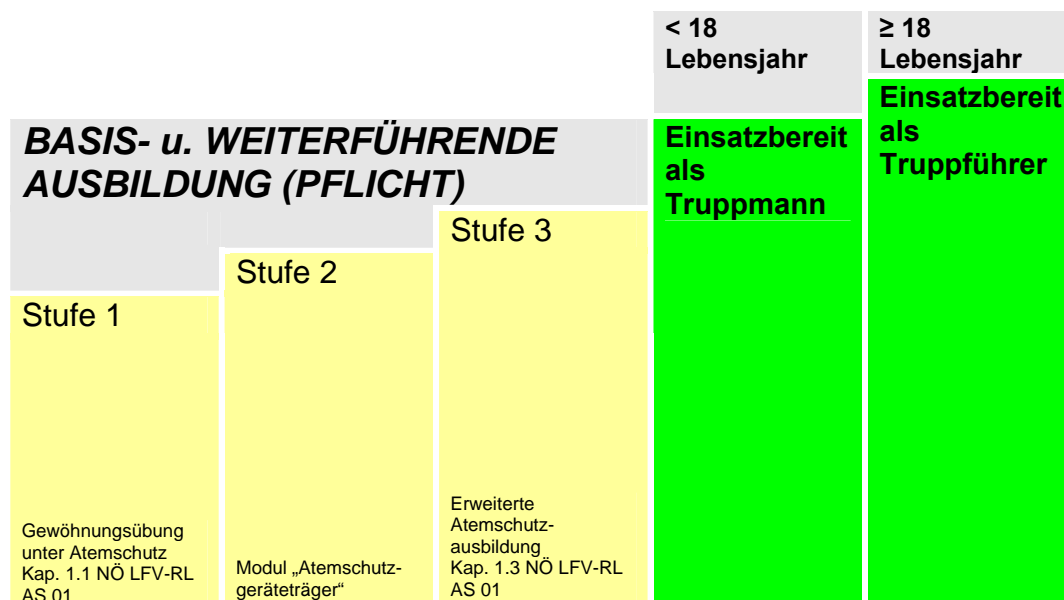 < 18
Lebensjahr
≥ 18
Lebensjahr
BASIS- u. WEITERFÜHRENDE
AUSBILDUNG (PFLICHT)
Einsatzbereit
als
Truppmann
Einsatzbereit
als
Truppführer
Stufe 1
Gewöhnungsübung
unter Atemschutz
Kap. 1.1 NÖ LFV-RL
AS 01
Stufe 2
Modul „Atemschutz-
geräteträger“
Stufe 3
Erweiterte
Atemschutz-
ausbildung
Kap. 1.3 NÖ LFV-RL
AS 01